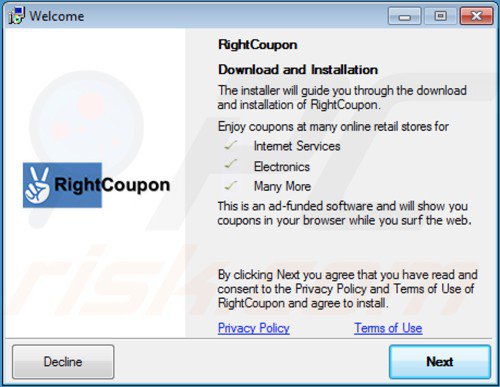 Welcome
RightCoupon
Download and Installation
The installer will guide you through the download
and installation of RightCoupon.
Enjoy coupons at many online retail stores for
Internet Services
Electronics
Many More
This is an ad-funded software and will show you
coupons in your browser while you surf the web.
RightCoupon
By clicking Next you agree that you have read and
consent to the Privacy Policy and Terms of Use of
RightCoupon and agree to install.
Privacy Policy
Terms of Use
Decline
Next
PC
risk.com